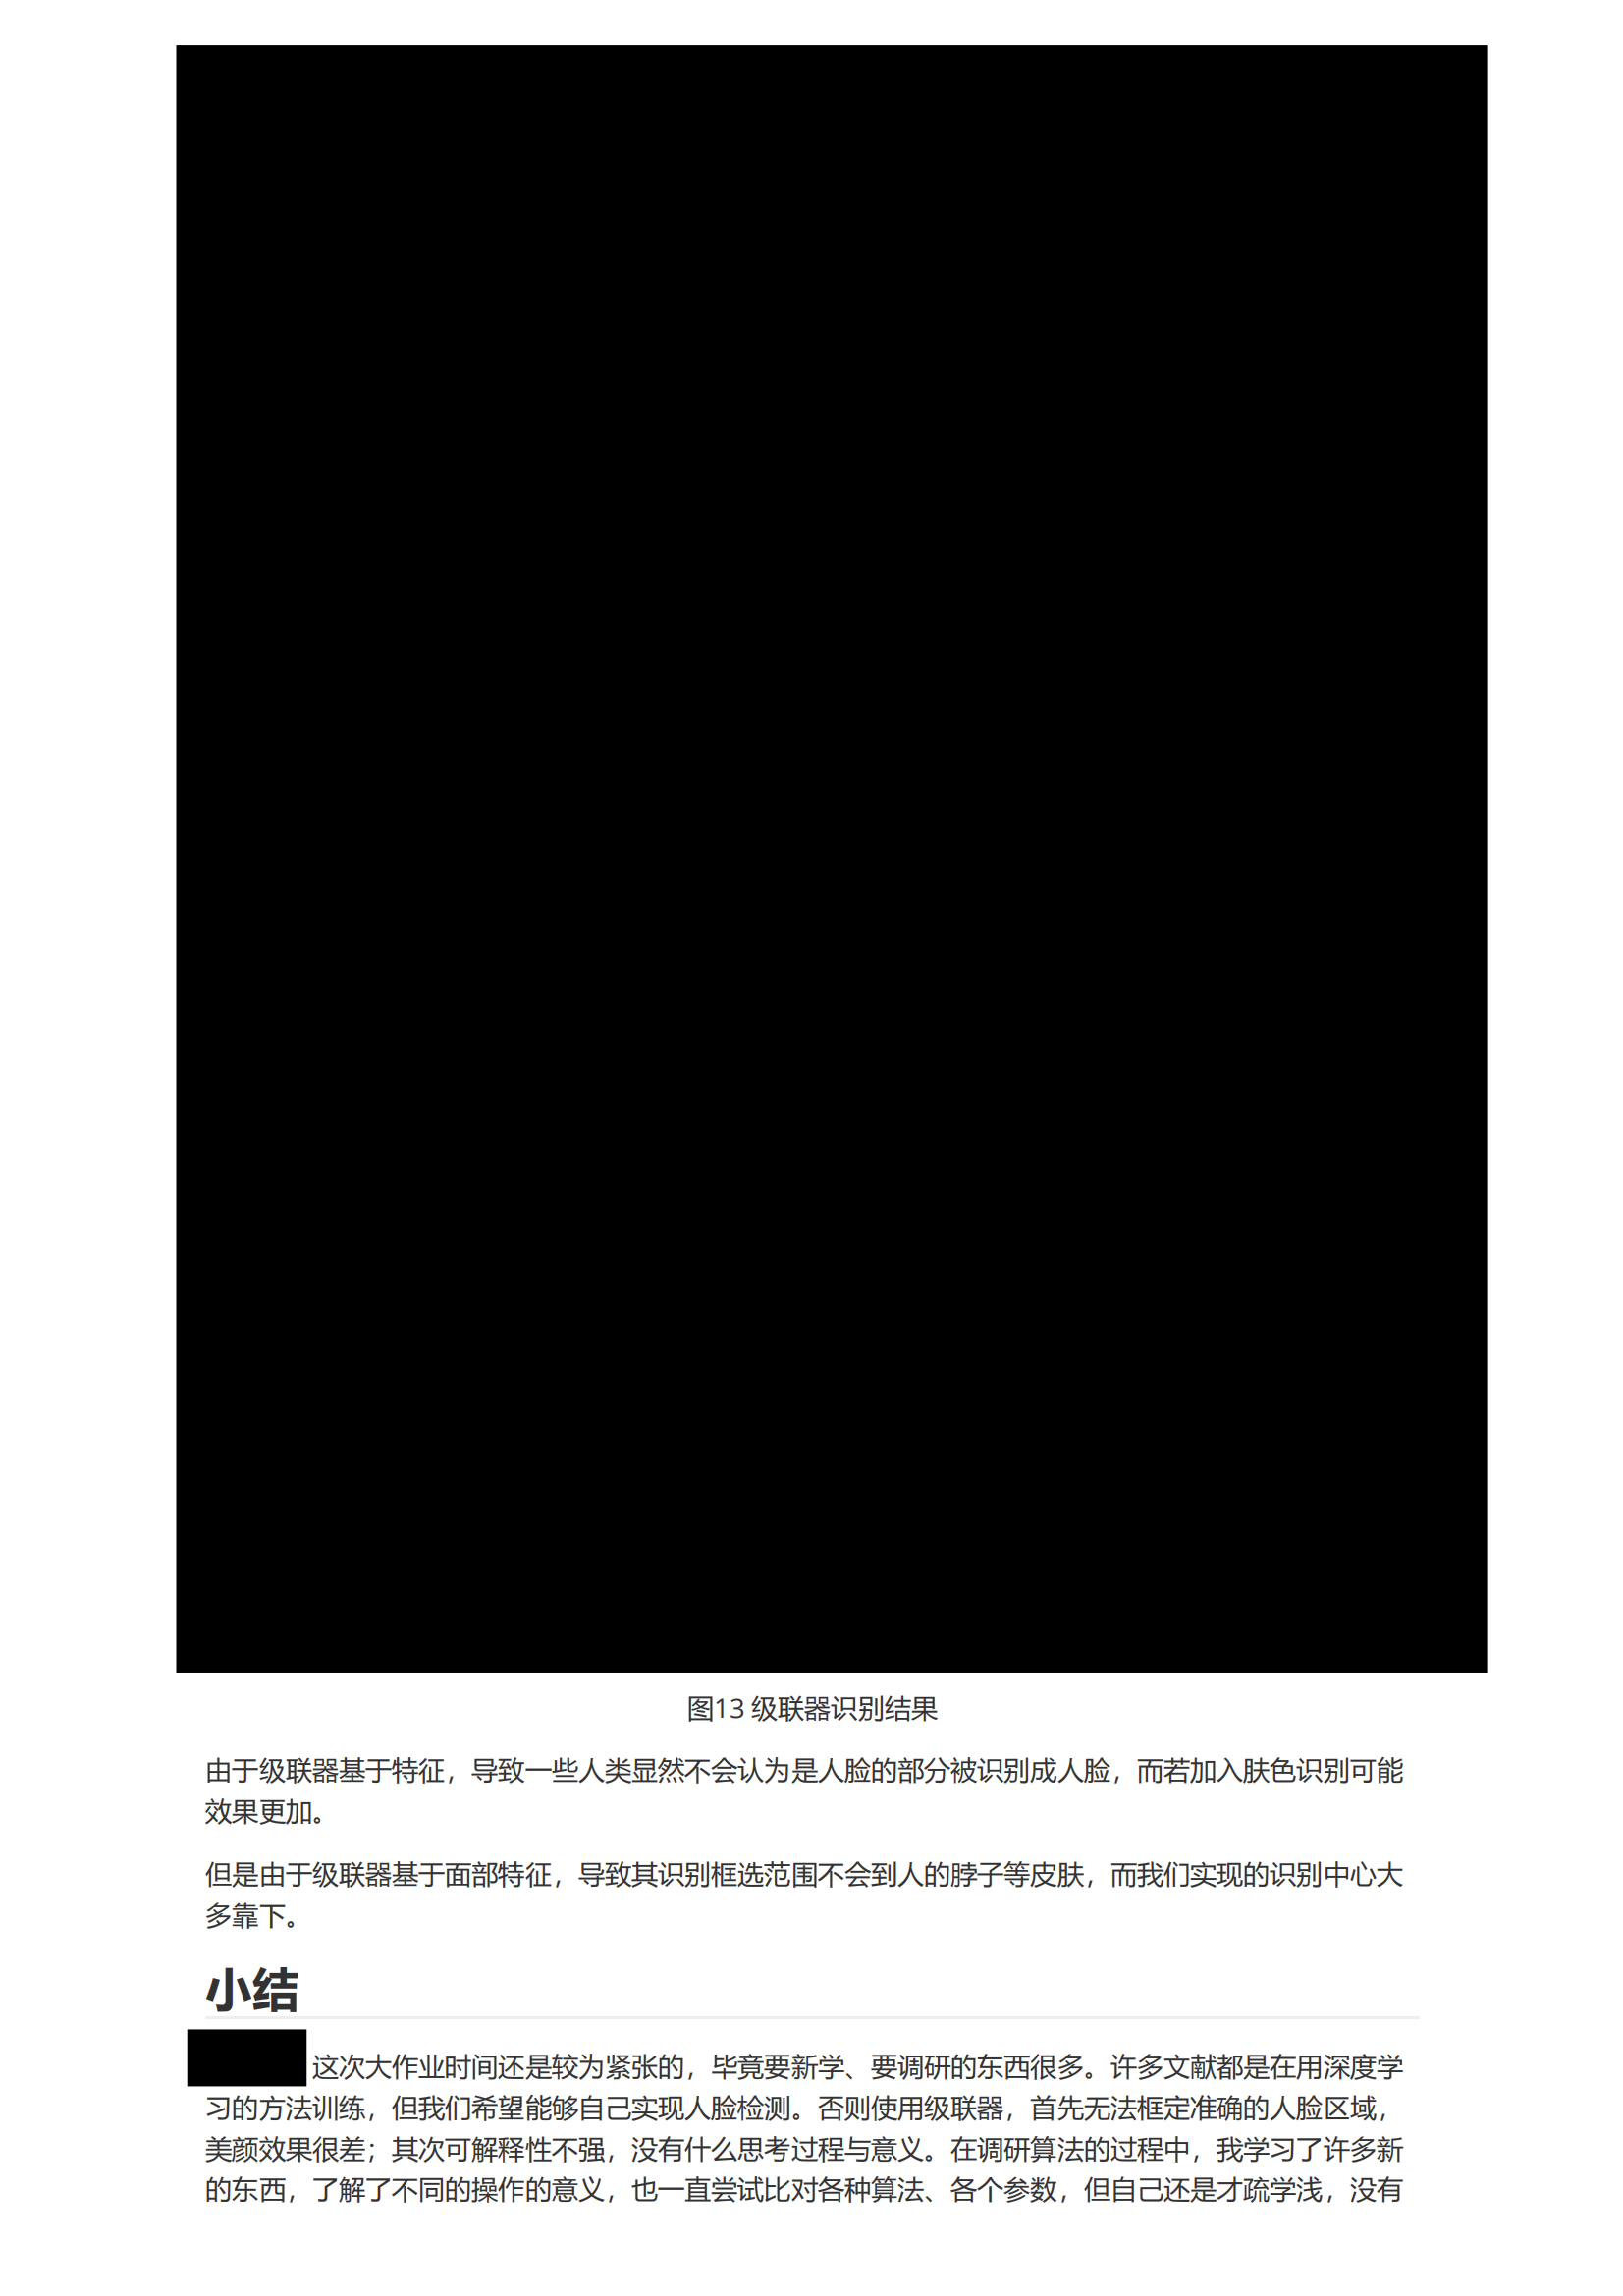 图13 级联器识别结果
由于级联器基于特征，导致一些人类显然不会认为是人脸的部分被识别成人脸，而若加入肤色识别可能
效果更加。
但是由于级联器基于面部特征，导致其识别框选范围不会到人的脖子等皮肤，而我们实现的识别中心大
多靠下。
小结
这次大作业时间还是较为紧张的，毕竟要新学、要调研的东西很多。许多文献都是在用深度学
习的方法训练，但我们希望能够自己实现人脸检测。否则使用级联器，首先无法框定准确的人脸区域，
美颜效果很差；其次可解释性不强，没有什么思考过程与意义。在调研算法的过程中，我学习了许多新
的东西，了解了不同的操作的意义，也一直尝试比对各种算法、各个参数，但自己还是才疏学浅，没有